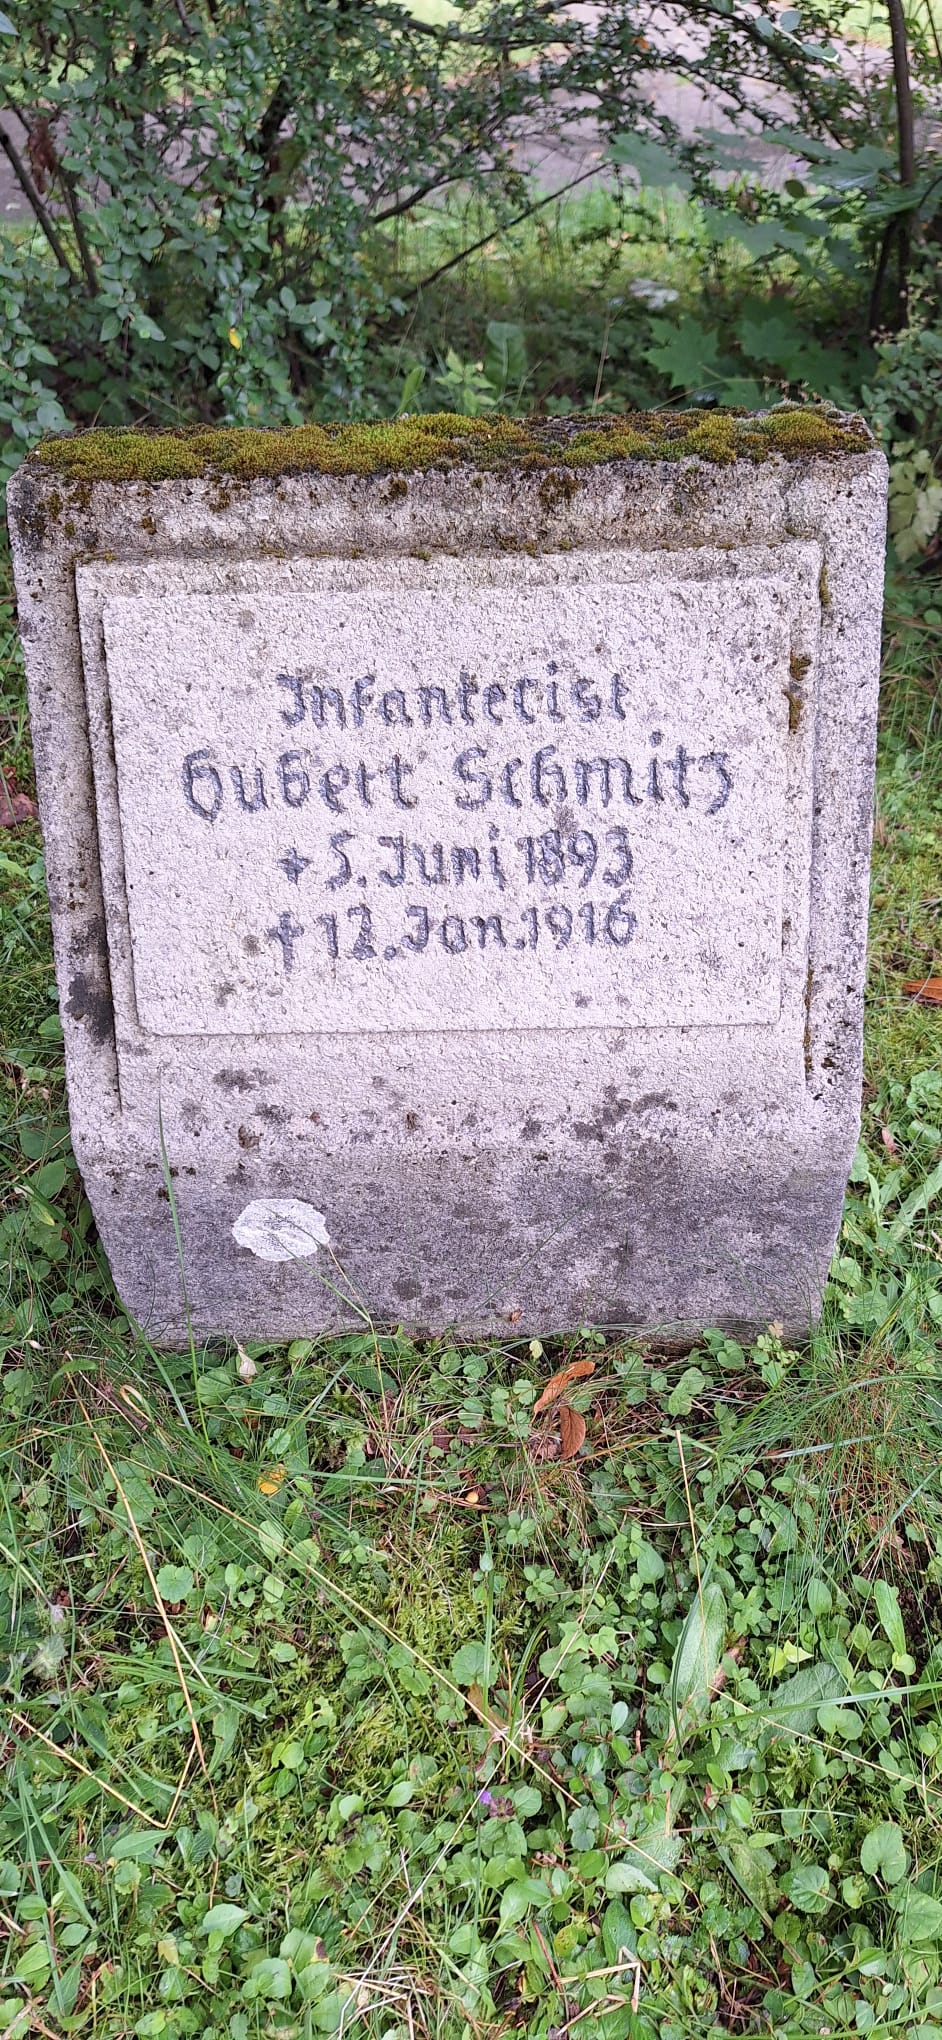 Infanterist
Hubert Schmitz
* 5. Juni 1893
† 12. Jan. 1916